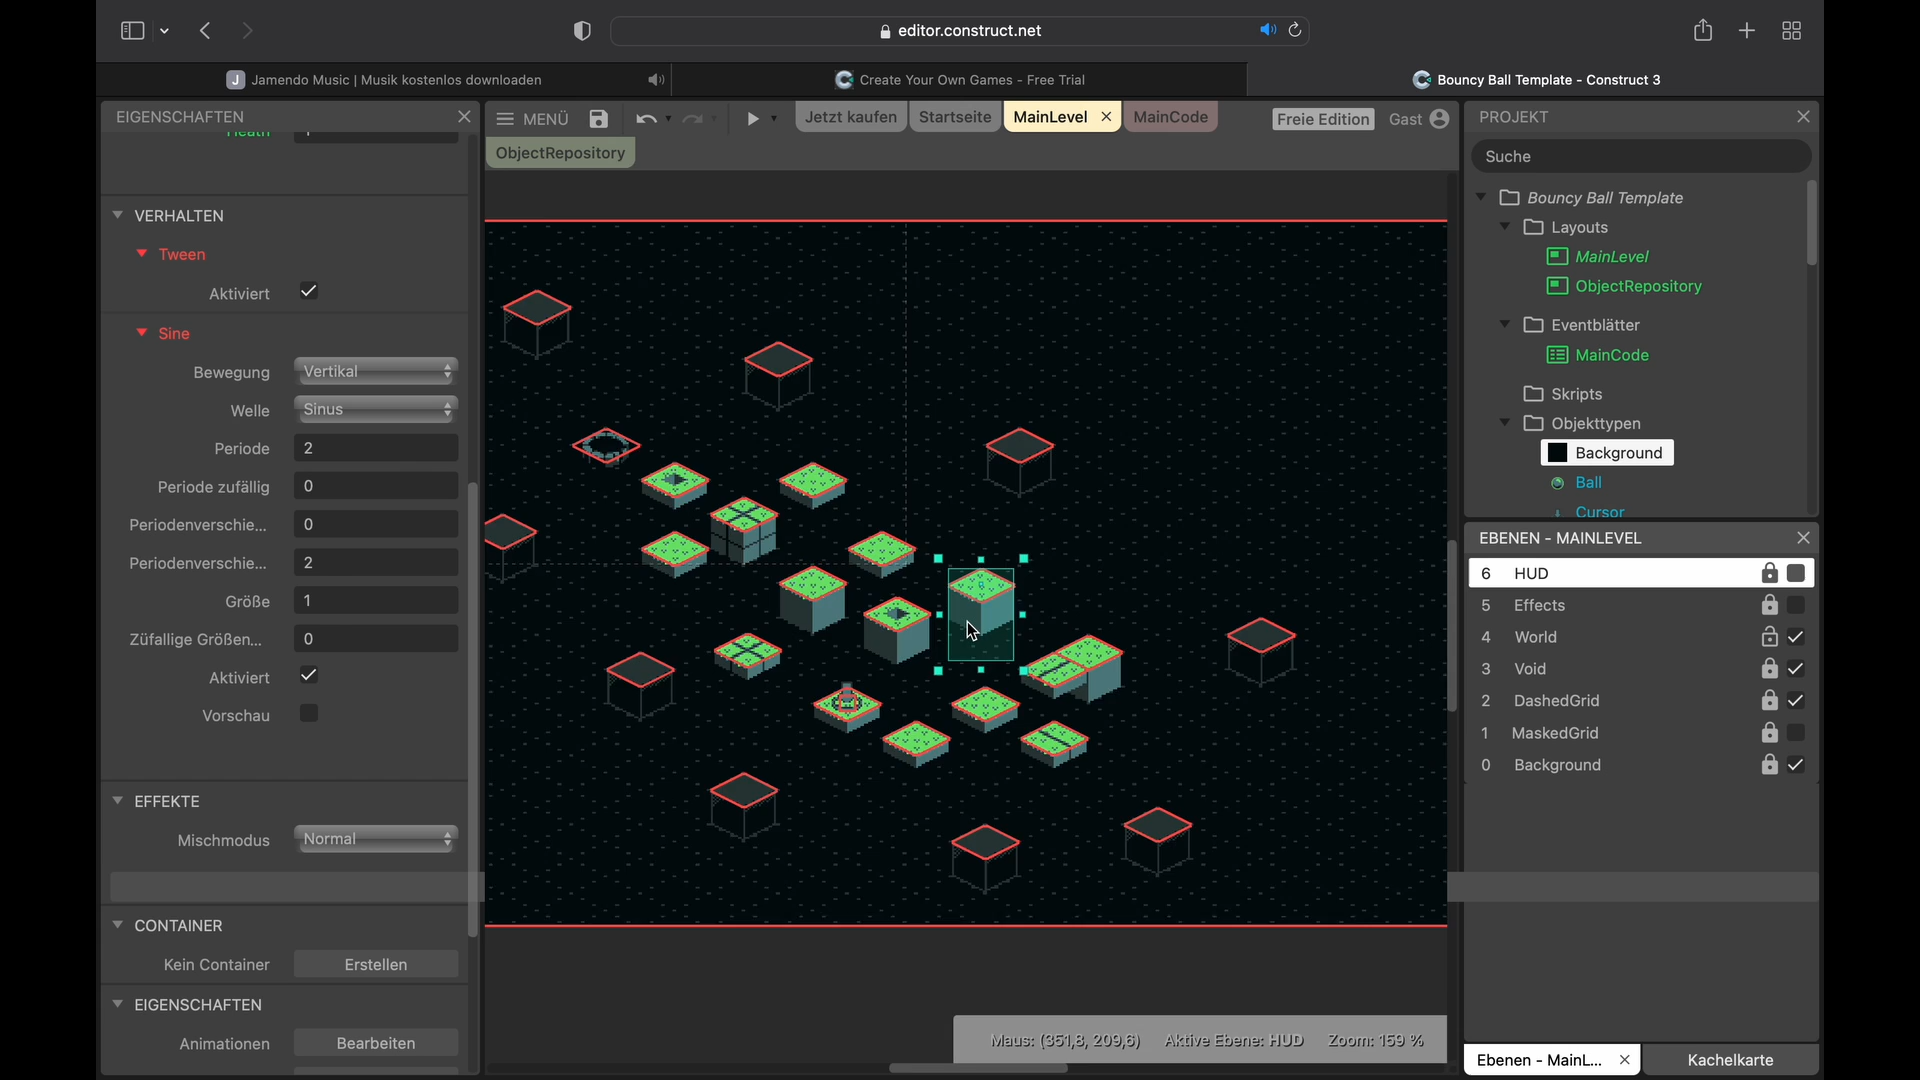 editor.construct.net
J Jamendo Music | Musik kostenlos downloaden
Create Your Own Games - Free Trial
Bouncy Ball Template - Construct 3
EIGENSCHAFTEN
MENÜ
Jetzt kaufen
Startseite
MainLevel
MainCode
Freie Edition
Gast
ObjectRepository
VERHALTEN
Tween
Aktiviert
Sine
Bewegung Vertikal
Welle Sinus
Periode 2
Periode zufällig 0
Periodenverschie... 0
Periodenverschie... 2
Größe 1
Züfallige Größen... 0
Aktiviert
Vorschau
EFFEKTE
Mischmodus Normal
CONTAINER
Kein Container Erstellen
EIGENSCHAFTEN
Animationen Bearbeiten
Maus: (351,8, 209,6) Aktive Ebene: HUD Zoom: 159 %
PROJEKT
Suche
Bouncy Ball Template
Layouts
MainLevel
ObjectRepository
Eventblätter
MainCode
Skripts
Objekttypen
Background
Ball
Cursor
EBENEN - MAINLEVEL
6 HUD
5 Effects
4 World
3 Void
2 DashedGrid
1 MaskedGrid
0 Background
Ebenen - MainL...
Kachelkarte